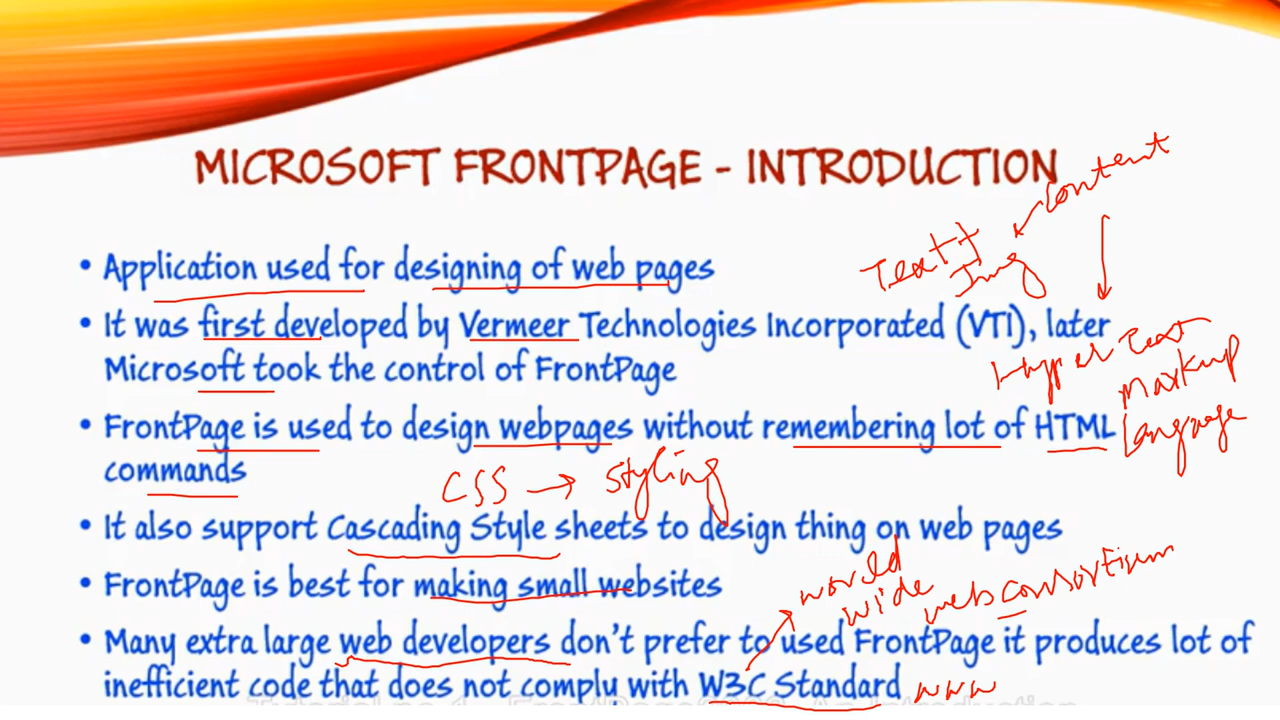 MICROSOFT FRONTPAGE - INTRODUCTION
Content
Text +
Img
• Application used for designing of web pages
• It was first developed by Vermeer Technologies Incorporated (VTI), later
Microsoft took the control of FrontPage
Hyper Text
Markup
Language
• FrontPage is used to design webpages without remembering lot of HTML
commands
CSS → Styling
• It also support Cascading Style sheets to design thing on web pages
• FrontPage is best for making small websites
world
wide
web consortium
• Many extra large web developers don't prefer to used FrontPage it produces lot of
inefficient code that does not comply with W3C Standard
www